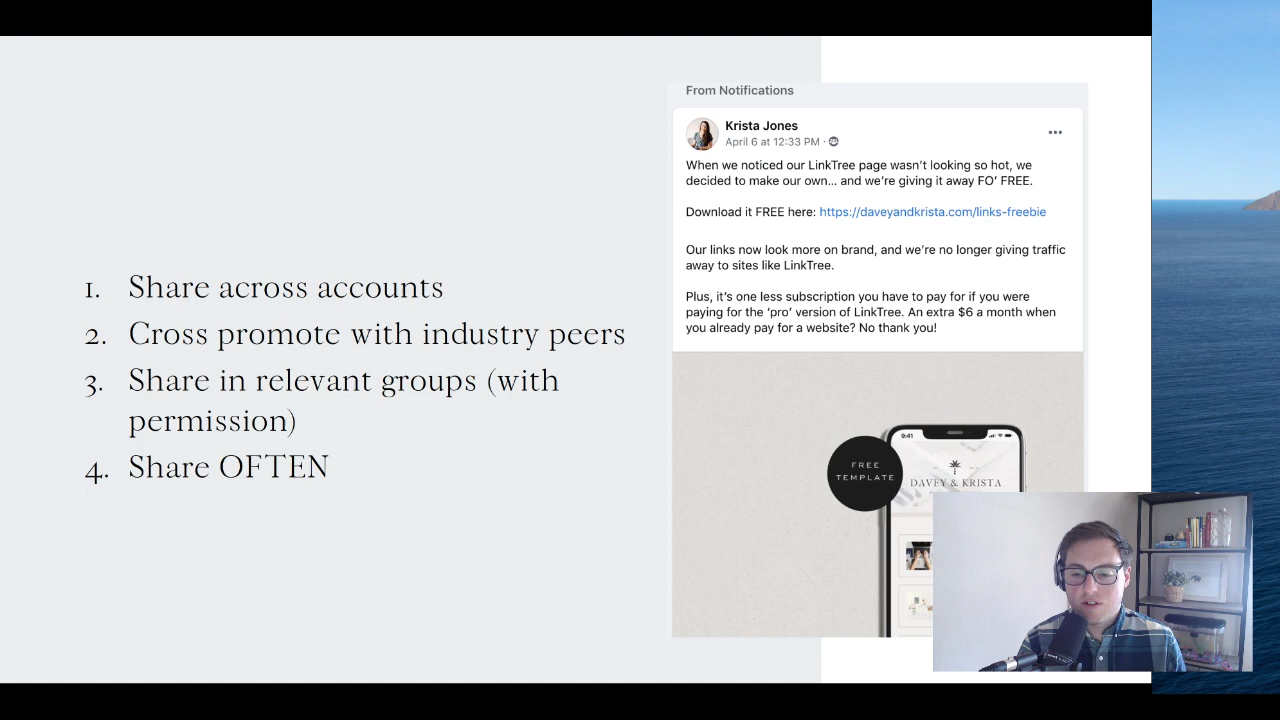 1. Share across accounts
2. Cross promote with industry peers
3. Share in relevant groups (with
permission)
4. Share OFTEN
From Notifications
Krista Jones
April 6 at 12:33 PM ·
When we noticed our LinkTree page wasn't looking so hot, we
decided to make our own... and we're giving it away FO' FREE.
Download it FREE here: https://daveyandkrista.com/links-freebie
Our links now look more on brand, and we're no longer giving traffic
away to sites like LinkTree.
Plus, it's one less subscription you have to pay for if you were
paying for the 'pro' version of LinkTree. An extra $6 a month when
you already pay for a website? No thank you!
9:41
FREE
TEMPLATE
DAVEY & KRISTA